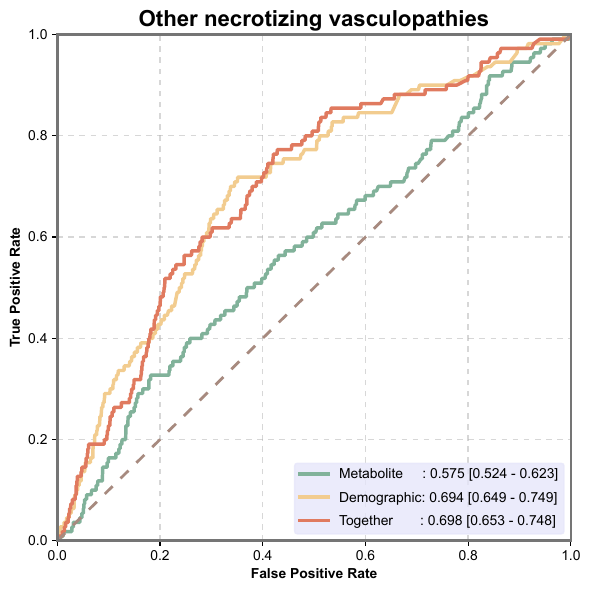 Other necrotizing vasculopathies
1.0
0.8
0.6
0.4
0.2
0.0
True Positive Rate
Metabolite : 0.575 [0.524 - 0.623]
Demographic: 0.694 [0.649 - 0.749]
Together : 0.698 [0.653 - 0.748]
0.0 0.2 0.4 0.6 0.8 1.0
False Positive Rate